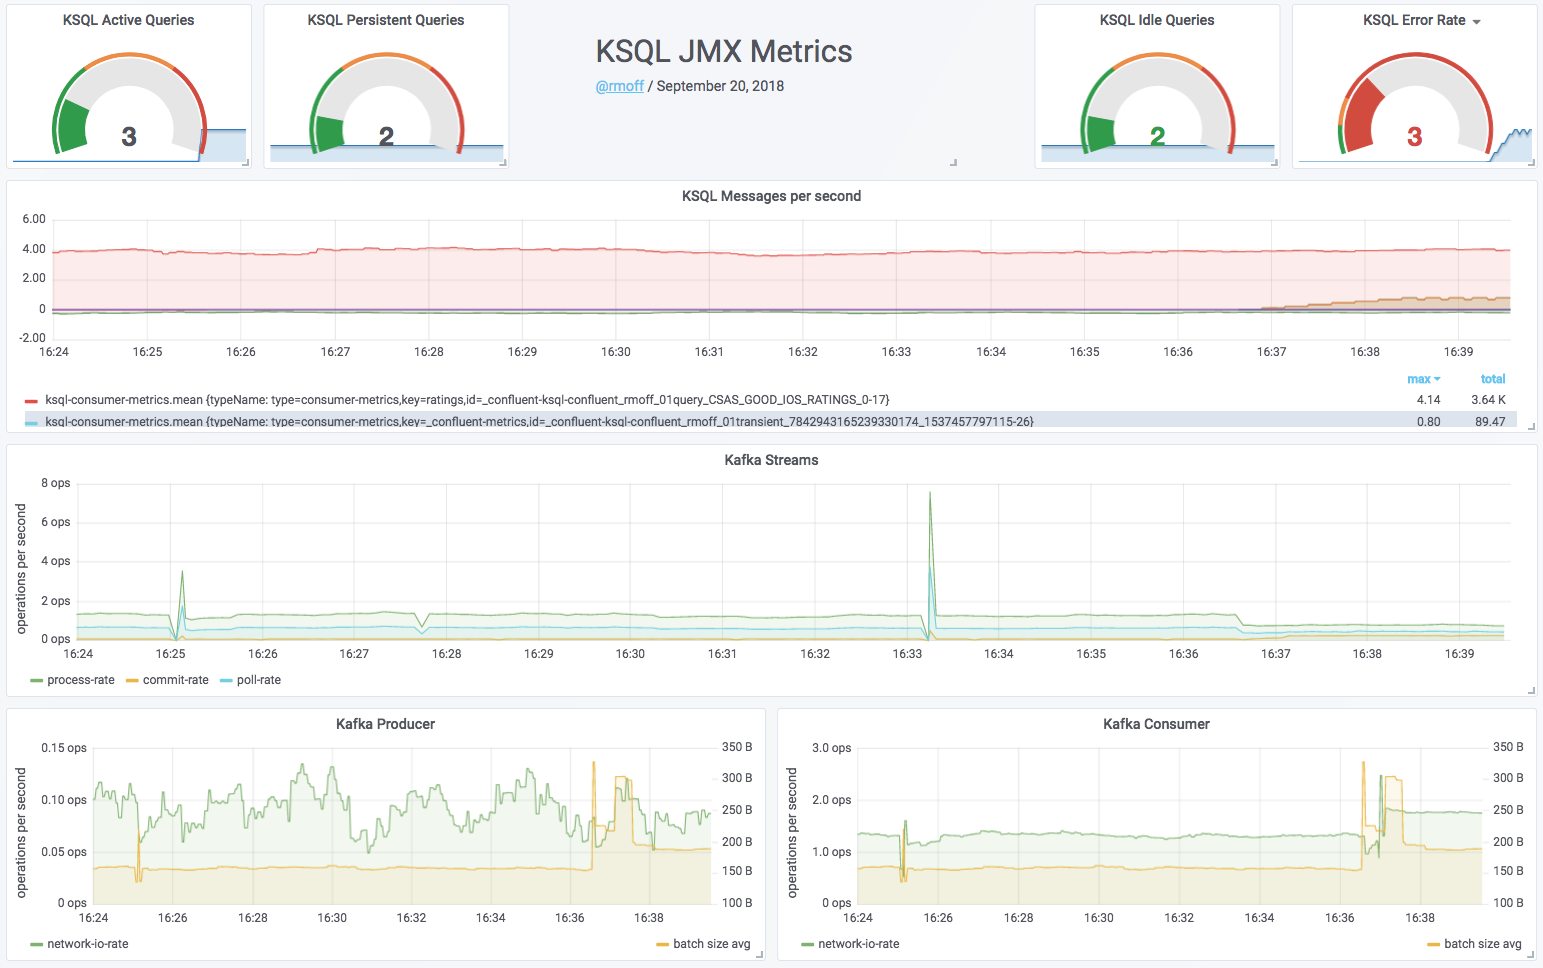 KSQL Active Queries
3
KSQL Persistent Queries
2
KSQL JMX Metrics
@rmoff / September 20, 2018
KSQL Idle Queries
2
KSQL Error Rate
3
KSQL Messages per second
6.00
4.00
2.00
0
-2.00
16:24 16:25 16:26 16:27 16:28 16:29 16:30 16:31 16:32 16:33 16:34 16:35 16:36 16:37 16:38 16:39
max total
ksql-consumer-metrics.mean {typeName: type=consumer-metrics,key=ratings,id=_confluent-ksql-confluent_rmoff_01query_CSAS_GOOD_IOS_RATINGS_0-17} 4.14 3.64 K
ksql-consumer-metrics.mean {typeName: type=consumer-metrics,key=_confluent-metrics,id=_confluent-ksql-confluent_rmoff_01transient_7842943165239330174_1537457797115-26} 0.80 89.47
Kafka Streams
operations per second
8 ops
6 ops
4 ops
2 ops
0 ops
16:24 16:25 16:26 16:27 16:28 16:29 16:30 16:31 16:32 16:33 16:34 16:35 16:36 16:37 16:38 16:39
process-rate commit-rate poll-rate
Kafka Producer
operations per second
0.15 ops
0.10 ops
0.05 ops
0 ops
350 B
300 B
250 B
200 B
150 B
100 B
16:24 16:26 16:28 16:30 16:32 16:34 16:36 16:38
network-io-rate batch size avg
Kafka Consumer
operations per second
3.0 ops
2.0 ops
1.0 ops
0 ops
350 B
300 B
250 B
200 B
150 B
100 B
16:24 16:26 16:28 16:30 16:32 16:34 16:36 16:38
network-io-rate batch size avg